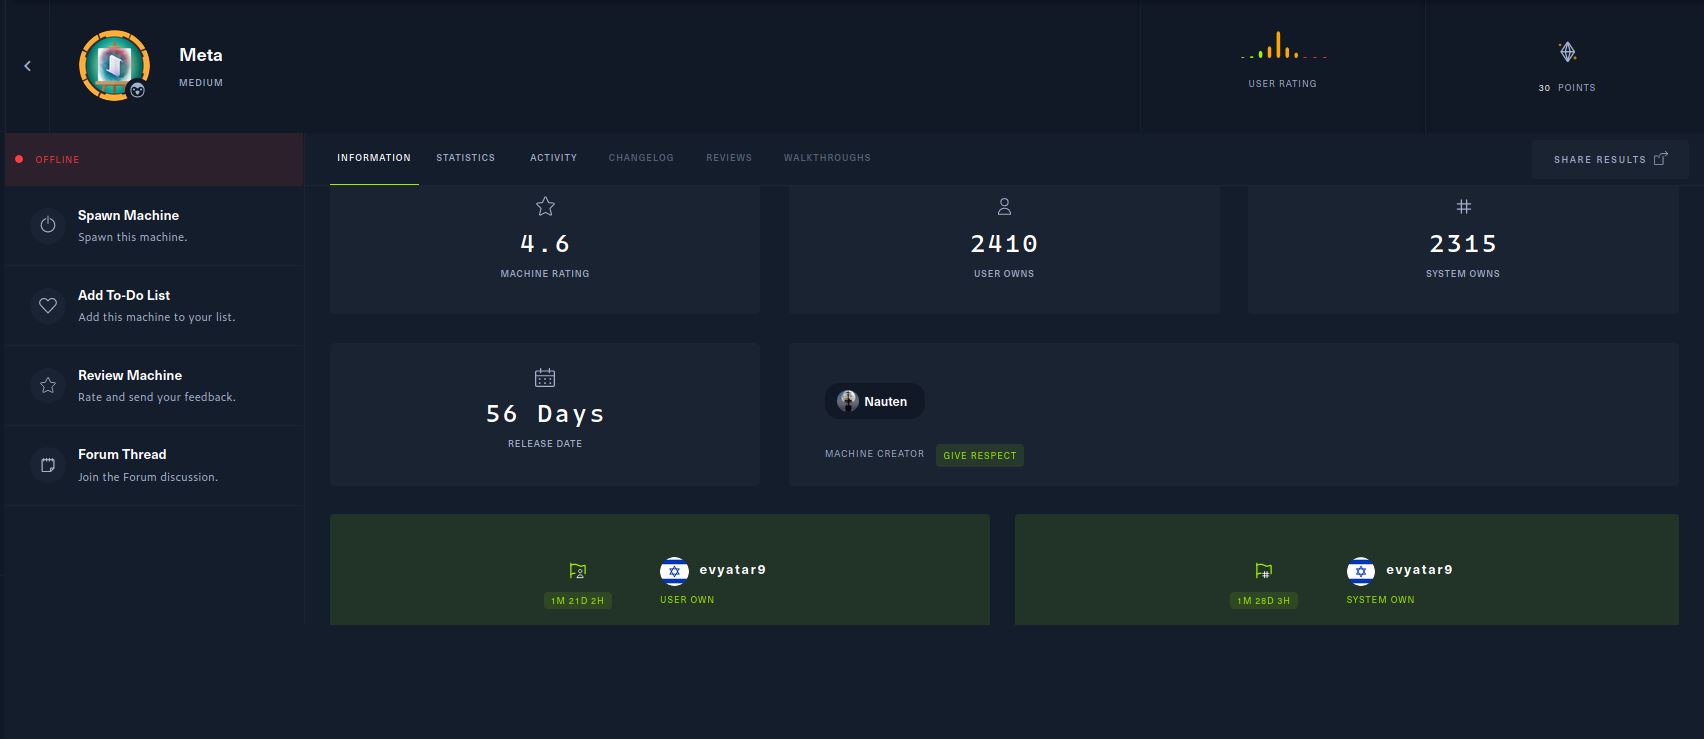 Meta
MEDIUM
USER RATING
30 POINTS
OFFLINE
INFORMATION STATISTICS ACTIVITY CHANGELOG REVIEWS WALKTHROUGHS
SHARE RESULTS
Spawn Machine
Spawn this machine.
Add To-Do List
Add this machine to your list.
Review Machine
Rate and send your feedback.
Forum Thread
Join the Forum discussion.
4.6
MACHINE RATING
2410
USER OWNS
2315
SYSTEM OWNS
56 Days
RELEASE DATE
Nauten
MACHINE CREATOR GIVE RESPECT
evyatar9
1M 21D 2H USER OWN
evyatar9
1M 28D 3H SYSTEM OWN